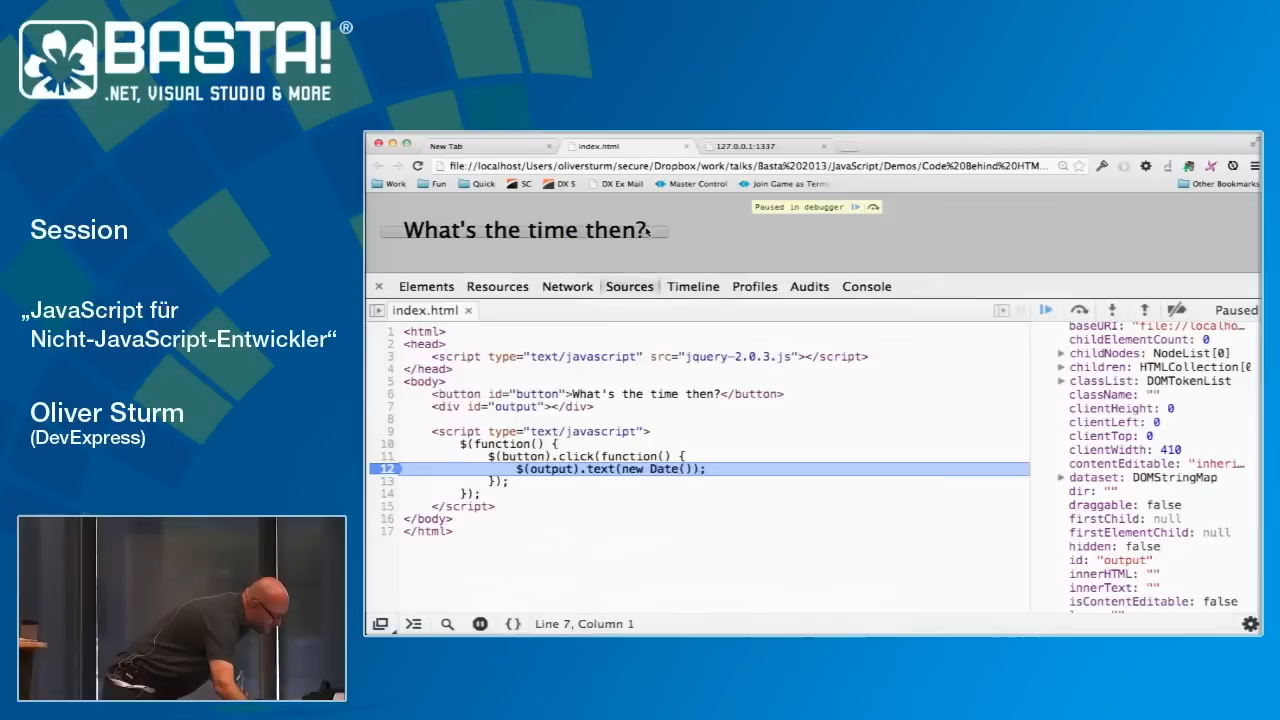 BASTA!®
.NET, VISUAL STUDIO & MORE
Session
„JavaScript für
Nicht-JavaScript-Entwickler“
Oliver Sturm
(DevExpress)
New Tab
index.html
127.0.0.1:1337
file://localhost/Users/oliversturm/secure/Dropbox/work/talks/Basta%202013/JavaScript/Demos/Code%20Behind%20HTM...
Work Fun Quick SC DX S DX Ex Mail Master Control Join Game as Term Other Bookmarks
Paused in debugger
What's the time then?
Elements Resources Network Sources Timeline Profiles Audits Console
index.html ×
Paused
1 <html>
2 <head>
3 <script type="text/javascript" src="jquery-2.0.3.js"></script>
4 </head>
5 <body>
6 <button id="button">What's the time then?</button>
7 <div id="output"></div>
8
9 <script type="text/javascript">
10 $(function() {
11 $(button).click(function() {
12 $(output).text(new Date());
13 });
14 });
15 </script>
16 </body>
17 </html>
baseURI: "file://localho…
childElementCount: 0
childNodes: NodeList[0]
children: HTMLCollection[0
classList: DOMTokenList
className: ""
clientHeight: 0
clientLeft: 0
clientTop: 0
clientWidth: 410
contentEditable: "inheri…
dataset: DOMStringMap
dir: ""
draggable: false
firstChild: null
firstElementChild: null
hidden: false
id: "output"
innerHTML: ""
innerText: ""
isContentEditable: false
{} Line 7, Column 1